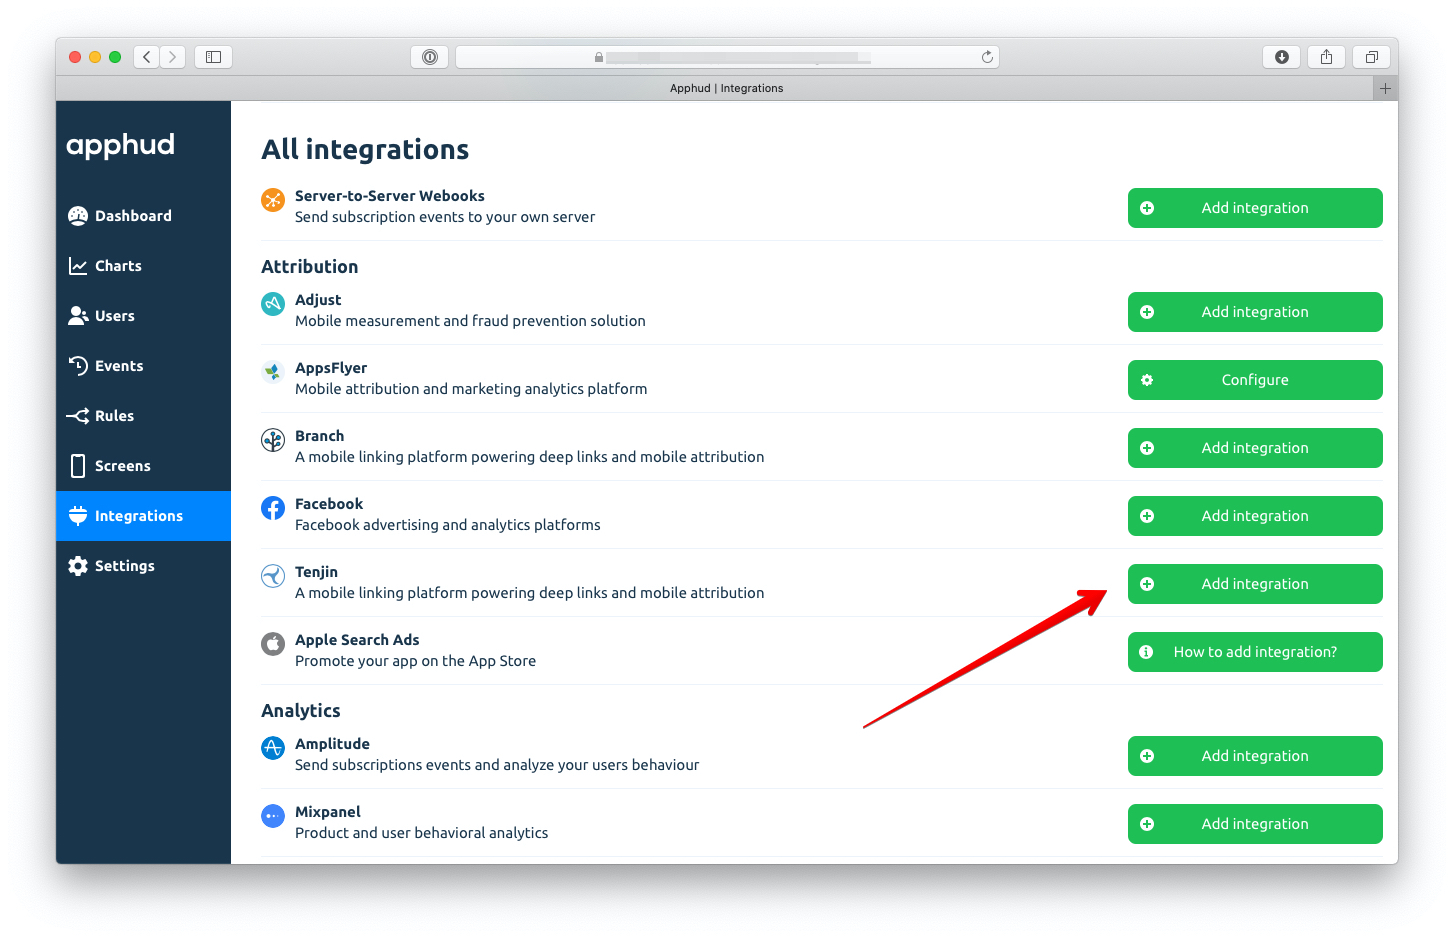 Apphud | Integrations
apphud
Dashboard
Charts
Users
Events
Rules
Screens
Integrations
Settings
All integrations
Server-to-Server Webooks
Send subscription events to your own server
Add integration
Attribution
Adjust
Mobile measurement and fraud prevention solution
Add integration
AppsFlyer
Mobile attribution and marketing analytics platform
Configure
Branch
A mobile linking platform powering deep links and mobile attribution
Add integration
Facebook
Facebook advertising and analytics platforms
Add integration
Tenjin
A mobile linking platform powering deep links and mobile attribution
Add integration
Apple Search Ads
Promote your app on the App Store
How to add integration?
Analytics
Amplitude
Send subscriptions events and analyze your users behaviour
Add integration
Mixpanel
Product and user behavioral analytics
Add integration